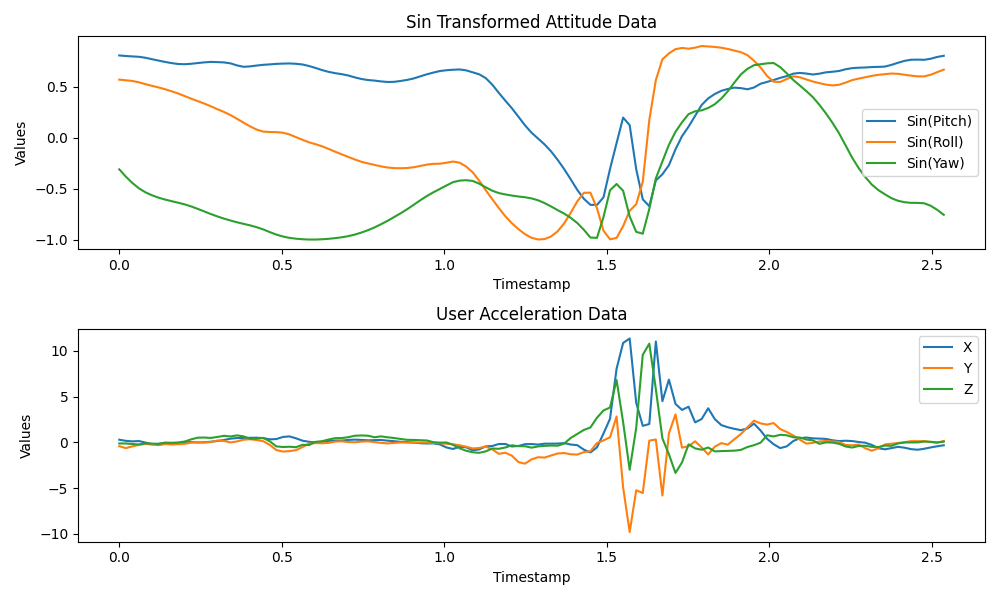 Sin Transformed Attitude Data
Values
0.5
0.0
−0.5
−1.0
Sin(Pitch)
Sin(Roll)
Sin(Yaw)
0.0 0.5 1.0 1.5 2.0 2.5
Timestamp
User Acceleration Data
Values
10
5
0
−5
−10
X
Y
Z
0.0 0.5 1.0 1.5 2.0 2.5
Timestamp